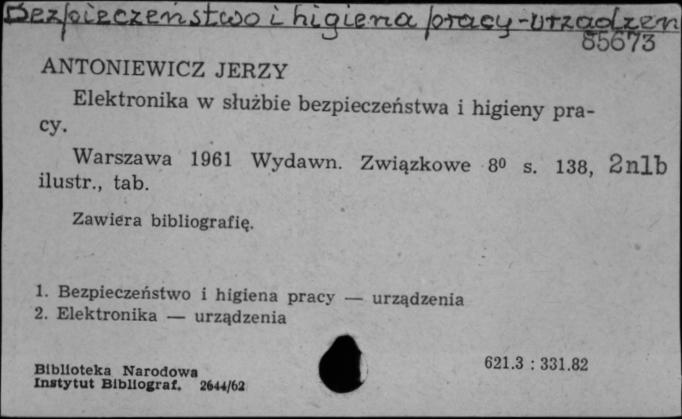 Bezpieczeństwo i higiena pracy - urządzen
85673
ANTONIEWICZ JERZY
Elektronika w służbie bezpieczeństwa i higieny pra-
cy.
Warszawa 1961 Wydawn. Związkowe 8⁰ s. 138, 2nlb
ilustr., tab.
Zawiera bibliografię.
1. Bezpieczeństwo i higiena pracy — urządzenia
2. Elektronika — urządzenia
621.3 : 331.82
Biblioteka Narodowa
Instytut Bibliograf. 2644/62